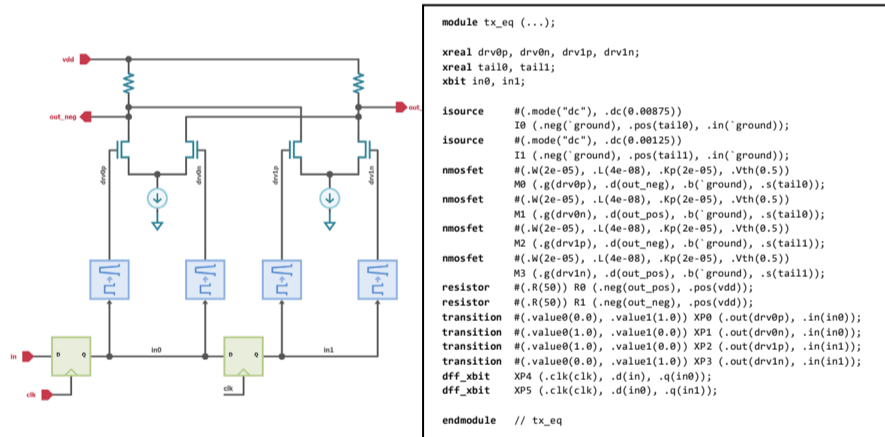 vdd
out_neg
out_
drv0p
drv0n
drv1p
drv1n
in
D
Q
in0
D
Q
in1
clk
clk
module tx_eq (...);
xreal drv0p, drv0n, drv1p, drv1n;
xreal tail0, tail1;
xbit in0, in1;
isource #(.mode("dc"), .dc(0.00875))
I0 (.neg(`ground), .pos(tail0), .in(`ground));
isource #(.mode("dc"), .dc(0.00125))
I1 (.neg(`ground), .pos(tail1), .in(`ground));
nmosfet #(.W(2e-05), .L(4e-08), .Kp(2e-05), .Vth(0.5))
M0 (.g(drv0p), .d(out_neg), .b(`ground), .s(tail0));
nmosfet #(.W(2e-05), .L(4e-08), .Kp(2e-05), .Vth(0.5))
M1 (.g(drv0n), .d(out_pos), .b(`ground), .s(tail0));
nmosfet #(.W(2e-05), .L(4e-08), .Kp(2e-05), .Vth(0.5))
M2 (.g(drv1p), .d(out_neg), .b(`ground), .s(tail1));
nmosfet #(.W(2e-05), .L(4e-08), .Kp(2e-05), .Vth(0.5))
M3 (.g(drv1n), .d(out_pos), .b(`ground), .s(tail1));
resistor #(.R(50)) R0 (.neg(out_pos), .pos(vdd));
resistor #(.R(50)) R1 (.neg(out_neg), .pos(vdd));
transition #(.value0(0.0), .value1(1.0)) XP0 (.out(drv0p), .in(in0));
transition #(.value0(1.0), .value1(0.0)) XP1 (.out(drv0n), .in(in0));
transition #(.value0(1.0), .value1(0.0)) XP2 (.out(drv1p), .in(in1));
transition #(.value0(0.0), .value1(1.0)) XP3 (.out(drv1n), .in(in1));
dff_xbit XP4 (.clk(clk), .d(in), .q(in0));
dff_xbit XP5 (.clk(clk), .d(in0), .q(in1));
endmodule // tx_eq